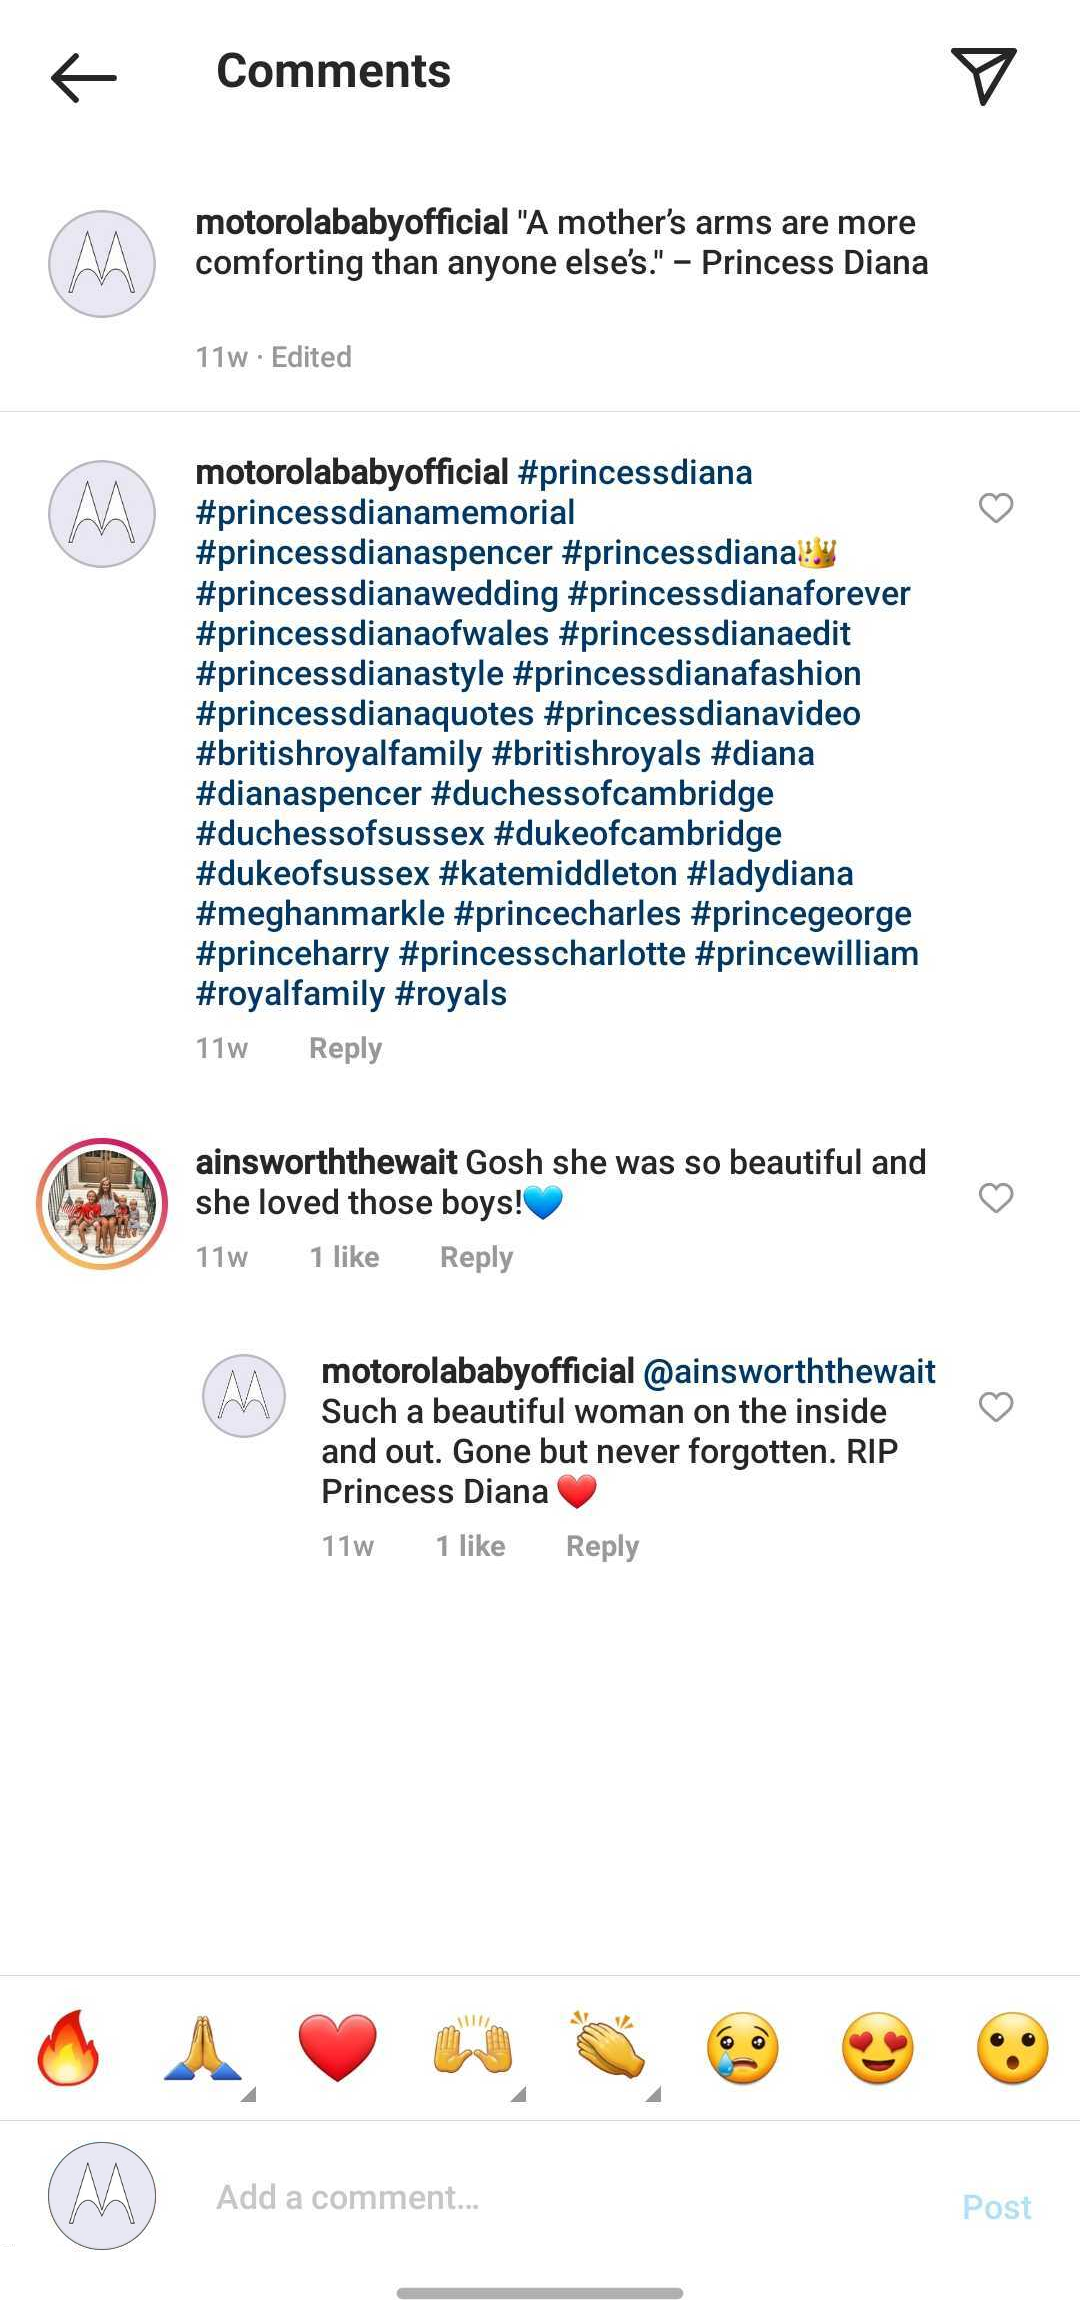 Comments
motorolababyofficial "A mother’s arms are more
comforting than anyone else’s." – Princess Diana
11w · Edited
motorolababyofficial #princessdiana
#princessdianamemorial
#princessdianaspencer #princessdiana👑
#princessdianawedding #princessdianaforever
#princessdianaofwales #princessdianaedit
#princessdianastyle #princessdianafashion
#princessdianaquotes #princessdianavideo
#britishroyalfamily #britishroyals #diana
#dianaspencer #duchessofcambridge
#duchessofsussex #dukeofcambridge
#dukeofsussex #katemiddleton #ladydiana
#meghanmarkle #princecharles #princegeorge
#princeharry #princesscharlotte #princewilliam
#royalfamily #royals
11w Reply
ainsworththewait Gosh she was so beautiful and
she loved those boys!💙
11w 1 like Reply
motorolababyofficial @ainsworththewait
Such a beautiful woman on the inside
and out. Gone but never forgotten. RIP
Princess Diana ❤️
11w 1 like Reply
Add a comment...
Post